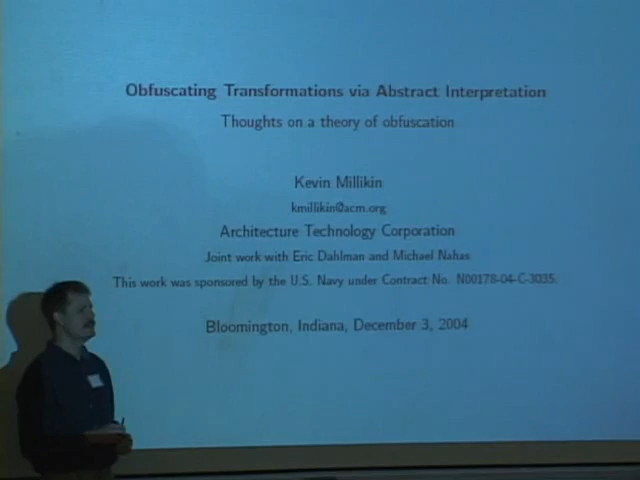 Obfuscating Transformations via Abstract Interpretation
Thoughts on a theory of obfuscation
Kevin Millikin
kmillikin@acm.org
Architecture Technology Corporation
Joint work with Eric Dahlman and Michael Nahas
This work was sponsored by the U.S. Navy under Contract No. N00178-04-C-3035.
Bloomington, Indiana, December 3, 2004